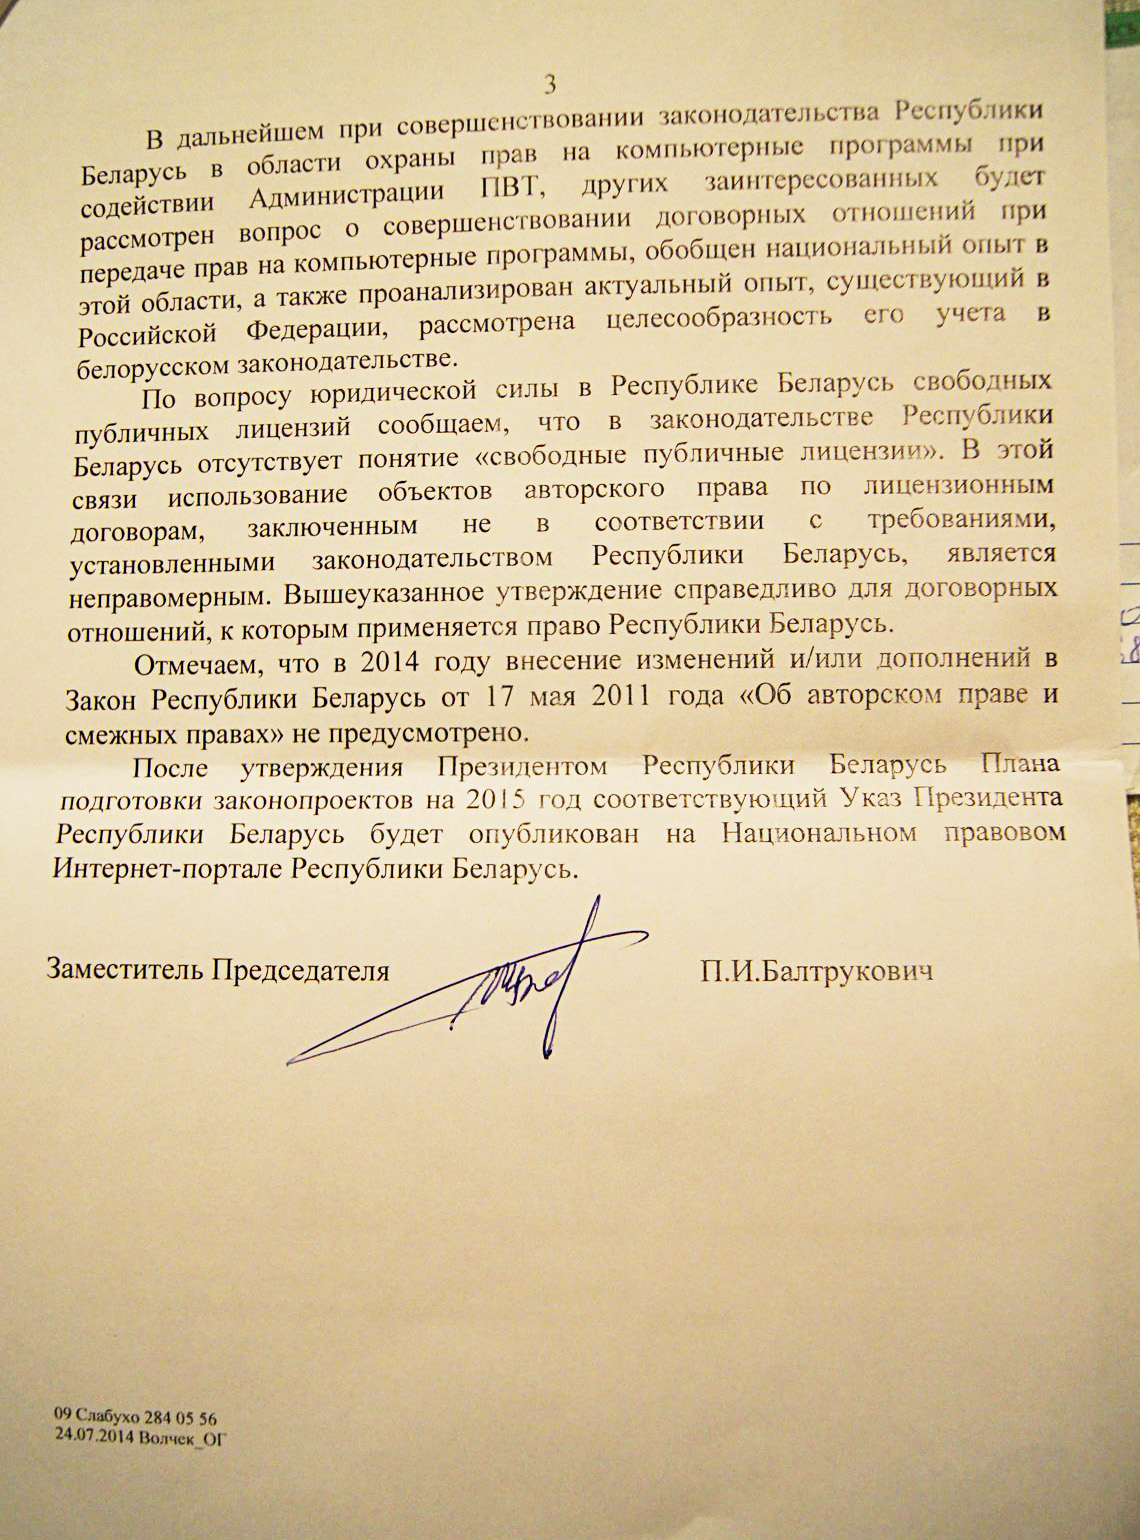 3
В дальнейшем при совершенствовании законодательства Республики
Беларусь в области охраны прав на компьютерные программы при
содействии Администрации ПВТ, других заинтересованных будет
рассмотрен вопрос о совершенствовании договорных отношений при
передаче прав на компьютерные программы, обобщен национальный опыт в
этой области, а также проанализирован актуальный опыт, существующий в
Российской Федерации, рассмотрена целесообразность его учета в
белорусском законодательстве.
По вопросу юридической силы в Республике Беларусь свободных
публичных лицензий сообщаем, что в законодательстве Республики
Беларусь отсутствует понятие «свободные публичные лицензии». В этой
связи использование объектов авторского права по лицензионным
договорам, заключенным не в соответствии с требованиями,
установленными законодательством Республики Беларусь, является
неправомерным. Вышеуказанное утверждение справедливо для договорных
отношений, к которым применяется право Республики Беларусь.
Отмечаем, что в 2014 году внесение изменений и/или дополнений в
Закон Республики Беларусь от 17 мая 2011 года «Об авторском праве и
смежных правах» не предусмотрено.
После утверждения Президентом Республики Беларусь Плана
подготовки законопроектов на 2015 год соответствующий Указ Президента
Республики Беларусь будет опубликован на Национальном правовом
Интернет-портале Республики Беларусь.
Заместитель Председателя П.И.Балтрукович
09 Слабухо 284 05 56
24.07.2014 Волчек_ОГ